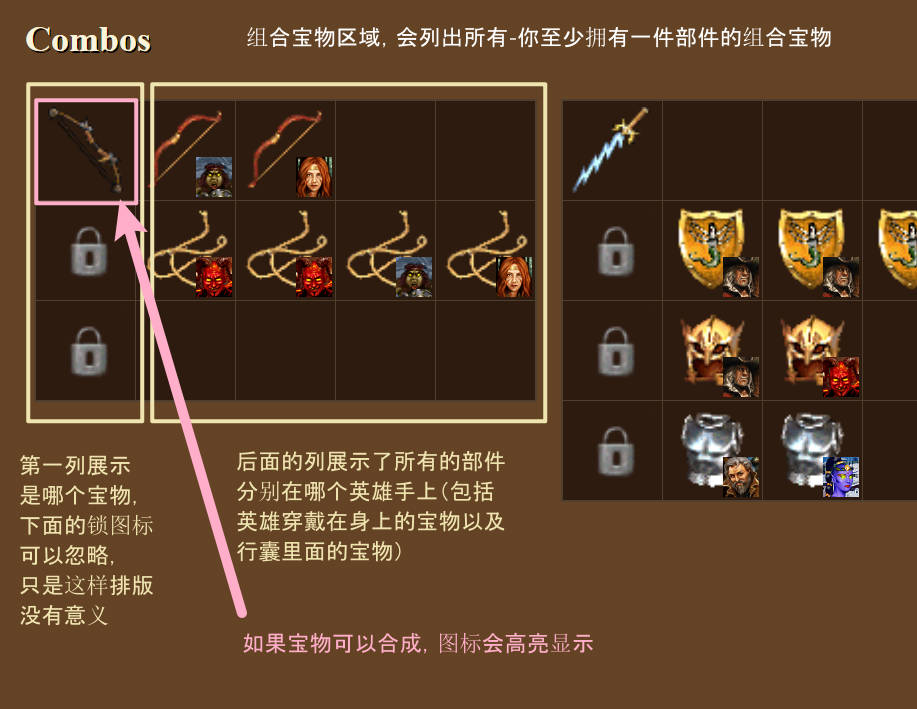 Combos
组合宝物区域, 会列出所有-你至少拥有一件部件的组合宝物
第一列展示
是哪个宝物,
下面的锁图标
可以忽略,
只是这样排版
没有意义
后面的列展示了所有的部件
分别在哪个英雄手上(包括
英雄穿戴在身上的宝物以及
行囊里面的宝物)
如果宝物可以合成, 图标会高亮显示